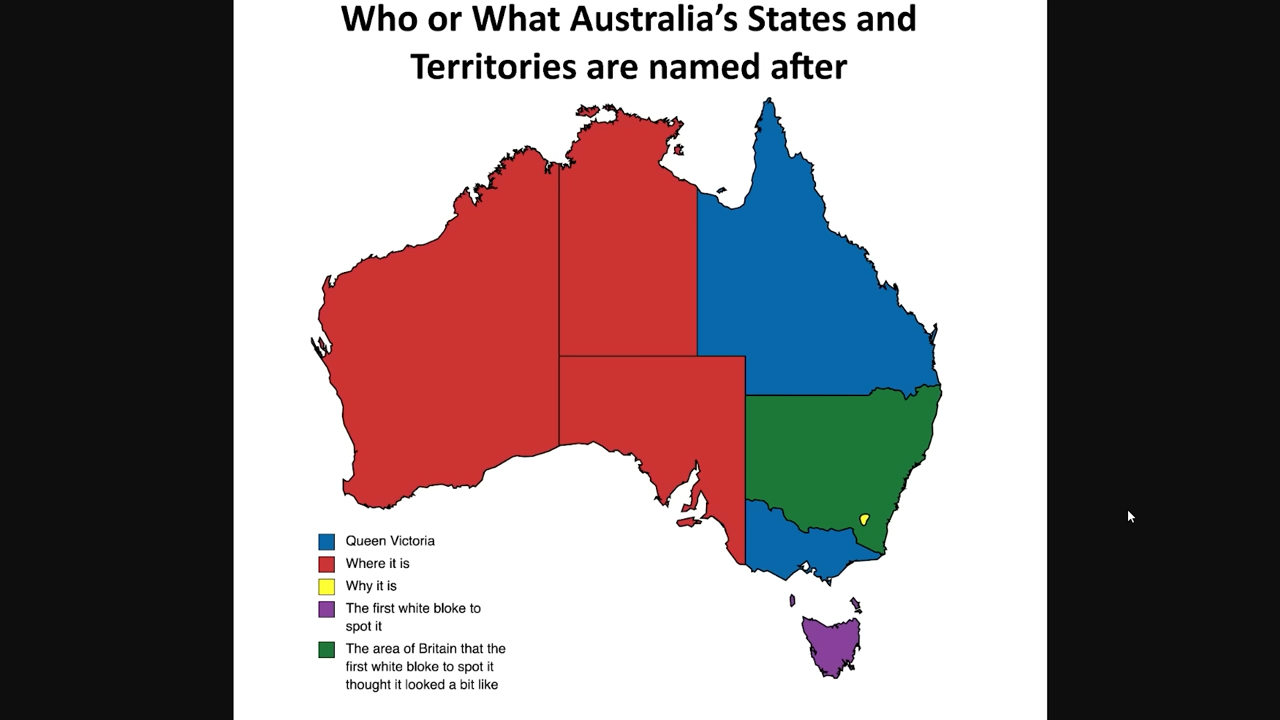 Who or What Australia’s States and
Territories are named after
Queen Victoria
Where it is
Why it is
The first white bloke to
spot it
The area of Britain that the
first white bloke to spot it
thought it looked a bit like